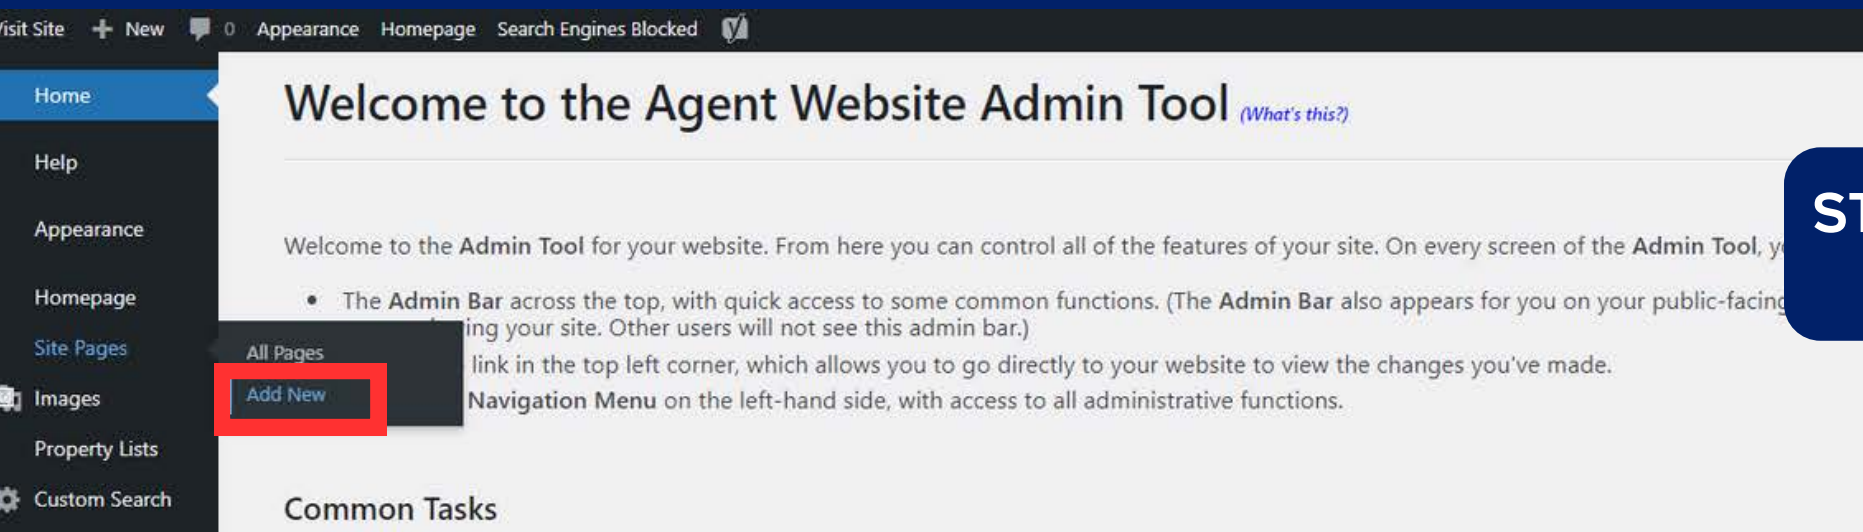 Visit Site New 0 Appearance Homepage Search Engines Blocked
Home
Help
Appearance
Homepage
Site Pages
Images
Property Lists
Custom Search
All Pages
Add New
Welcome to the Agent Website Admin Tool (What's this?)
Welcome to the Admin Tool for your website. From here you can control all of the features of your site. On every screen of the Admin Tool,
The Admin Bar across the top, with quick access to some common functions. (The Admin Bar also appears for you on your public-facing
your site. Other users will not see this admin bar.)
link in the top left corner, which allows you to go directly to your website to view the changes you've made.
Navigation Menu on the left-hand side, with access to all administrative functions.
Common Tasks
ST